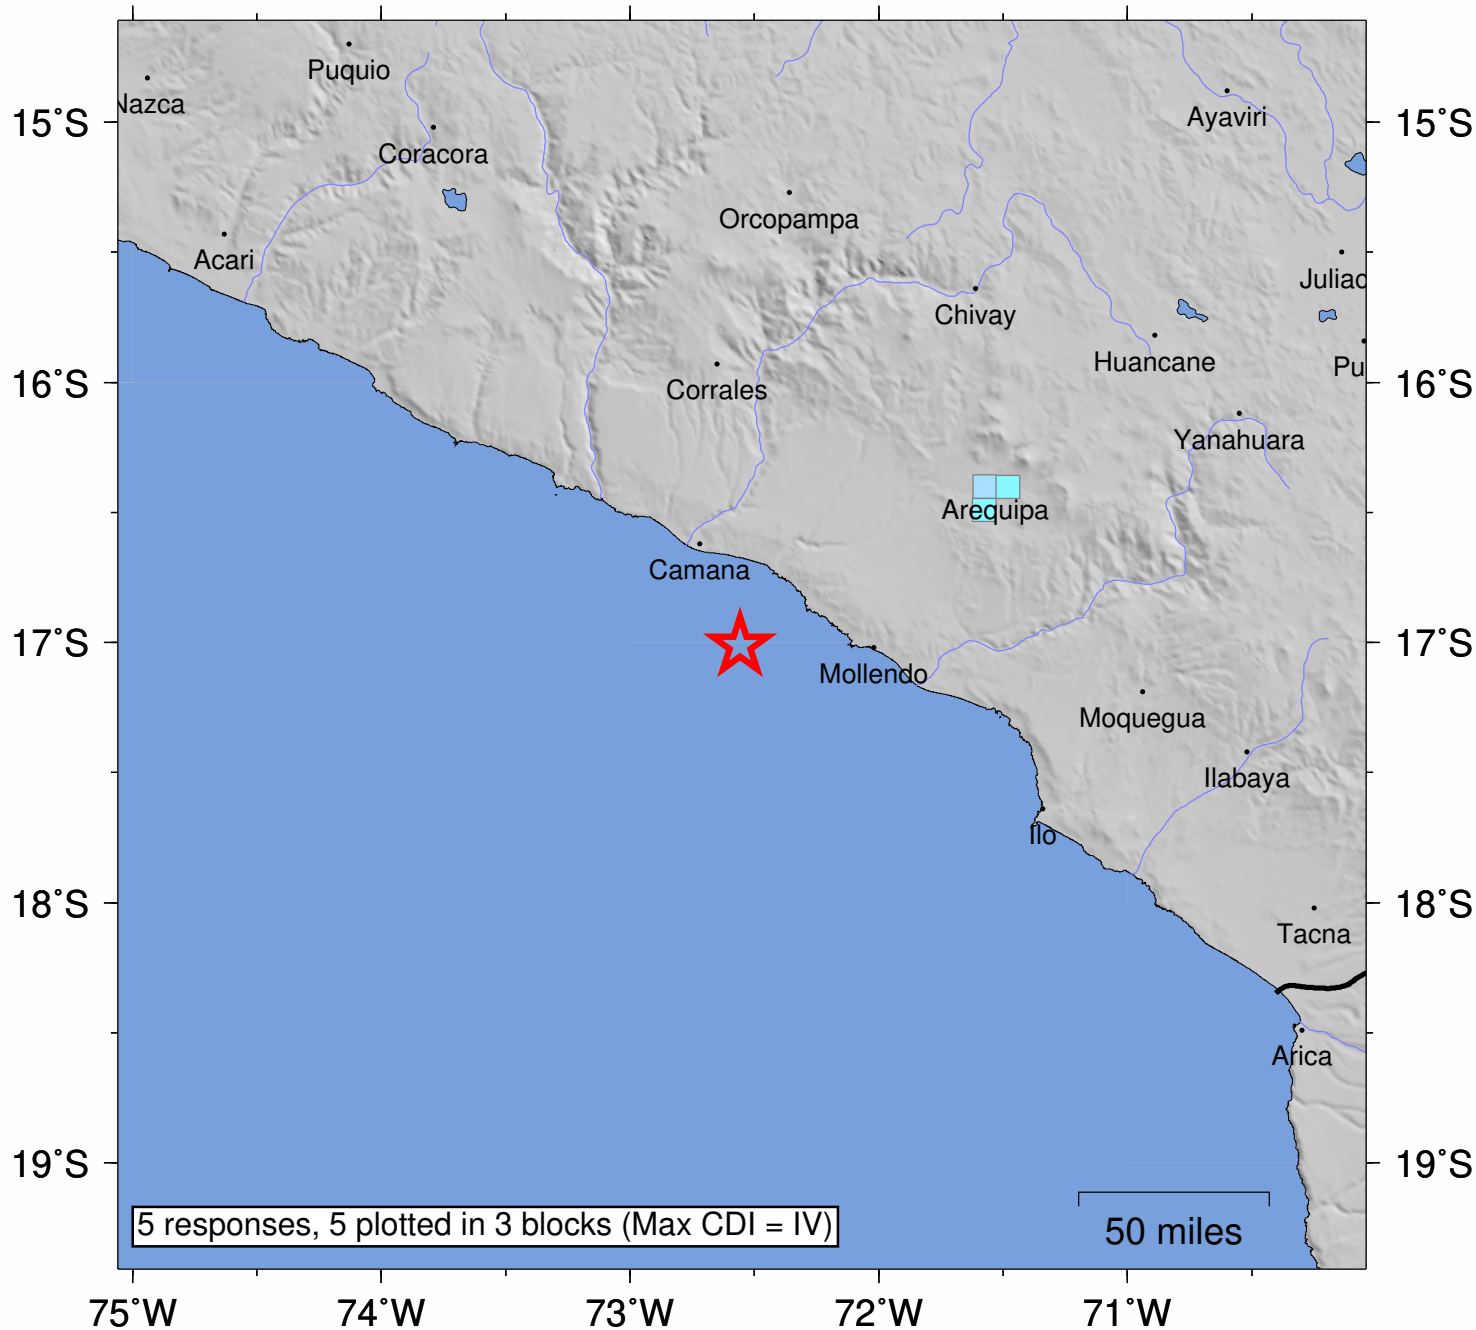 Puquio
Nazca
Ayaviri
15°S
15°S
Coracora
Orcopampa
Acari
Juliac
Chivay
Huancane
Pu
16°S
16°S
Corrales
Yanahuara
Arequipa
Camana
17°S
17°S
Mollendo
Moquegua
Ilabaya
Ilo
18°S
18°S
Tacna
Arica
19°S
19°S
5 responses, 5 plotted in 3 blocks (Max CDI = IV)
50 miles
75°W
74°W
73°W
72°W
71°W